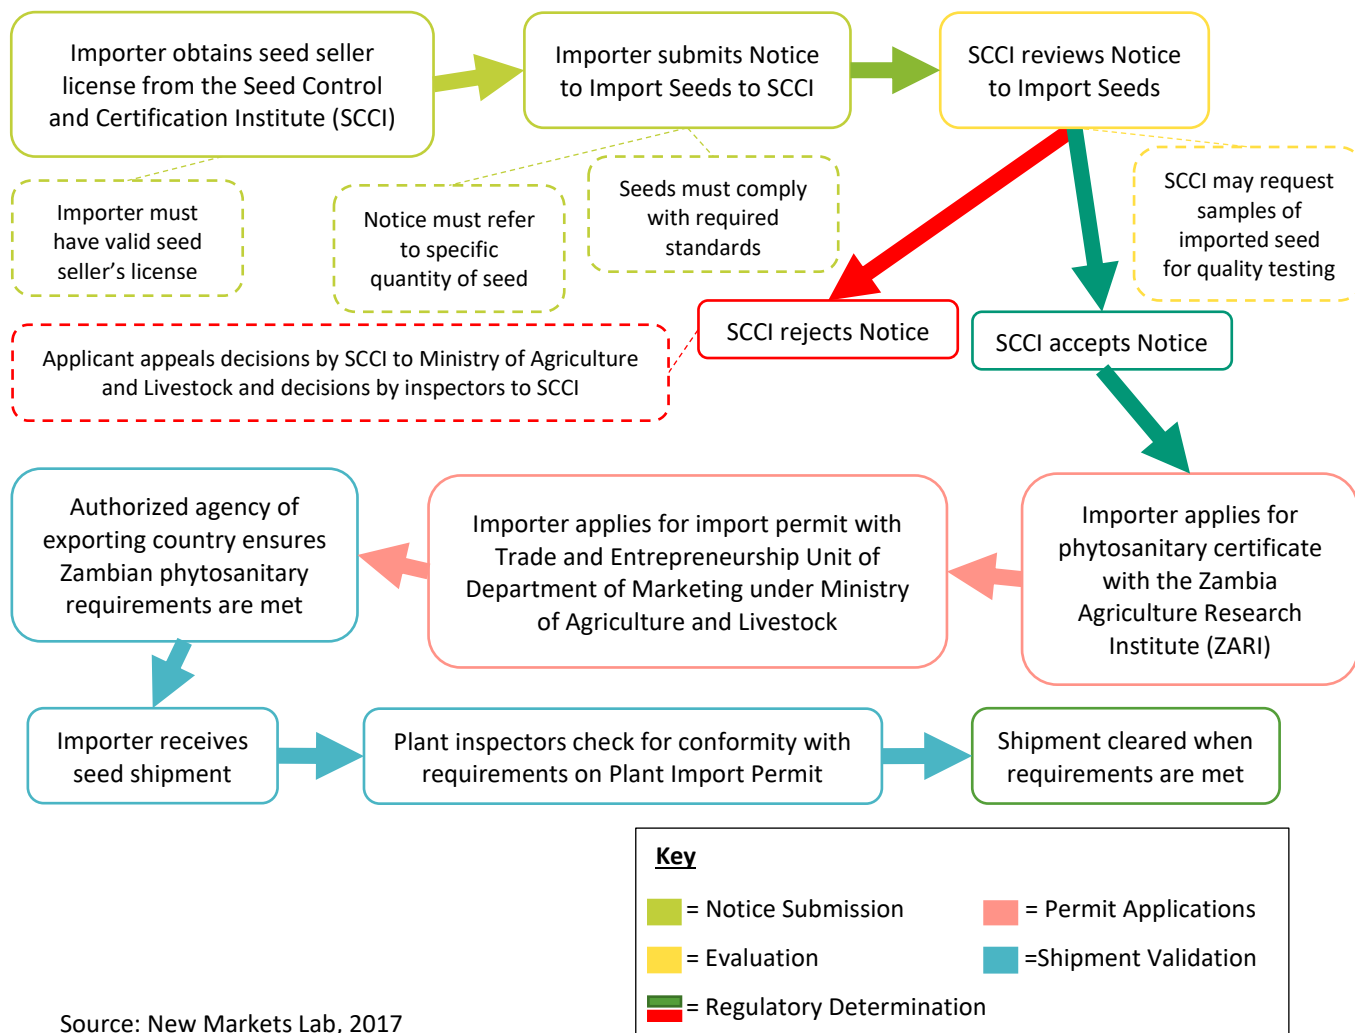 Importer obtains seed seller
license from the Seed Control
and Certification Institute (SCCI)
Importer submits Notice
to Import Seeds to SCCI
SCCI reviews Notice
to Import Seeds
Importer must
have valid seed
seller's license
Notice must refer
to specific
quantity of seed
Seeds must comply
with required
standards
SCCI may request
samples of
imported seed
for quality testing
SCCI rejects Notice
SCCI accepts Notice
Applicant appeals decisions by SCCI to Ministry of Agriculture
and Livestock and decisions by inspectors to SCCI
Importer applies for
phytosanitary certificate
with the Zambia
Agriculture Research
Institute (ZARI)
Importer applies for import permit with
Trade and Entrepreneurship Unit of
Department of Marketing under Ministry
of Agriculture and Livestock
Authorized agency of
exporting country ensures
Zambian phytosanitary
requirements are met
Importer receives
seed shipment
Plant inspectors check for conformity with
requirements on Plant Import Permit
Shipment cleared when
requirements are met
Key
= Notice Submission
= Permit Applications
= Evaluation
=Shipment Validation
= Regulatory Determination
Source: New Markets Lab, 2017